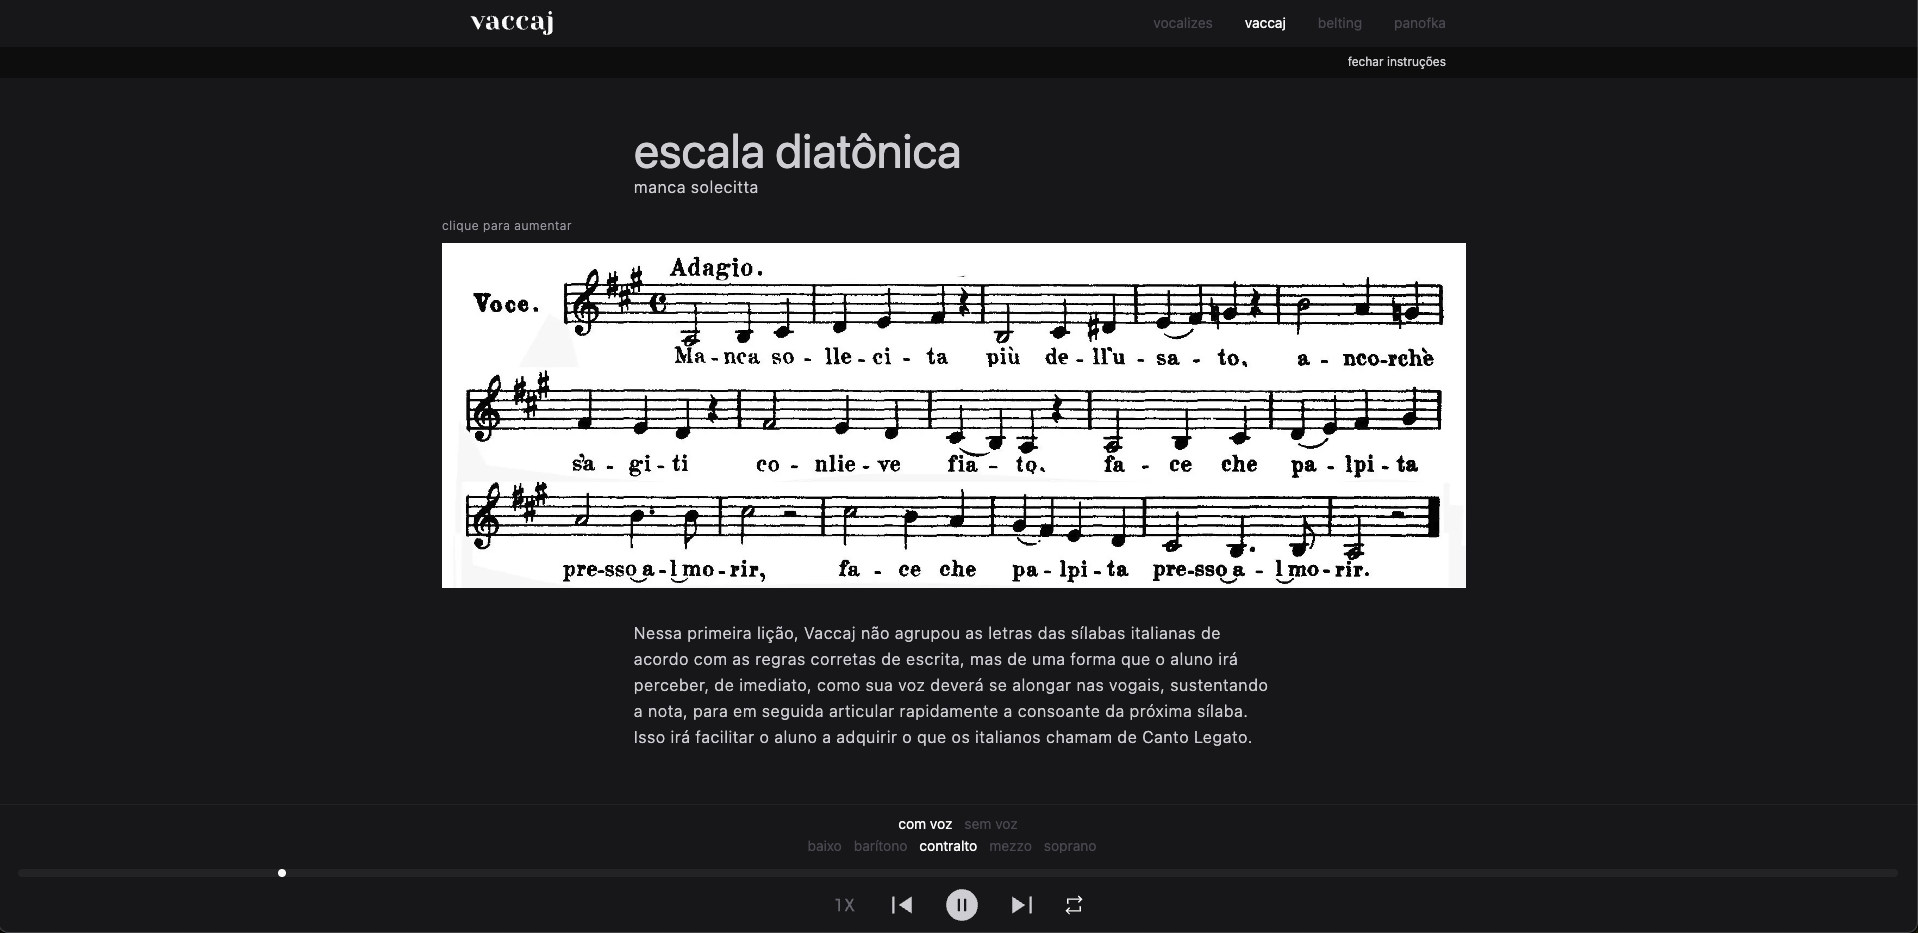 vaccaj
vocalizes vaccaj belting panofka
fechar instruções
escala diatônica
manca solecitta
clique para aumentar
Adagio.
Voce.
Ma - nca so - lle - ci - ta più de - ll'u - sa - to, a - nco-rchè
s'a - gi - ti co - nlie - ve fia - to, fa - ce che pa - lpi - ta
pre-sso a - l mo - rir, fa - ce che pa - lpi - ta pre-sso a - l mo - rir.
Nessa primeira lição, Vaccaj não agrupou as letras das sílabas italianas de
acordo com as regras corretas de escrita, mas de uma forma que o aluno irá
perceber, de imediato, como sua voz deverá se alongar nas vogais, sustentando
a nota, para em seguida articular rapidamente a consoante da próxima sílaba.
Isso irá facilitar o aluno a adquirir o que os italianos chamam de Canto Legato.
com voz sem voz
baixo barítono contralto mezzo soprano
1X